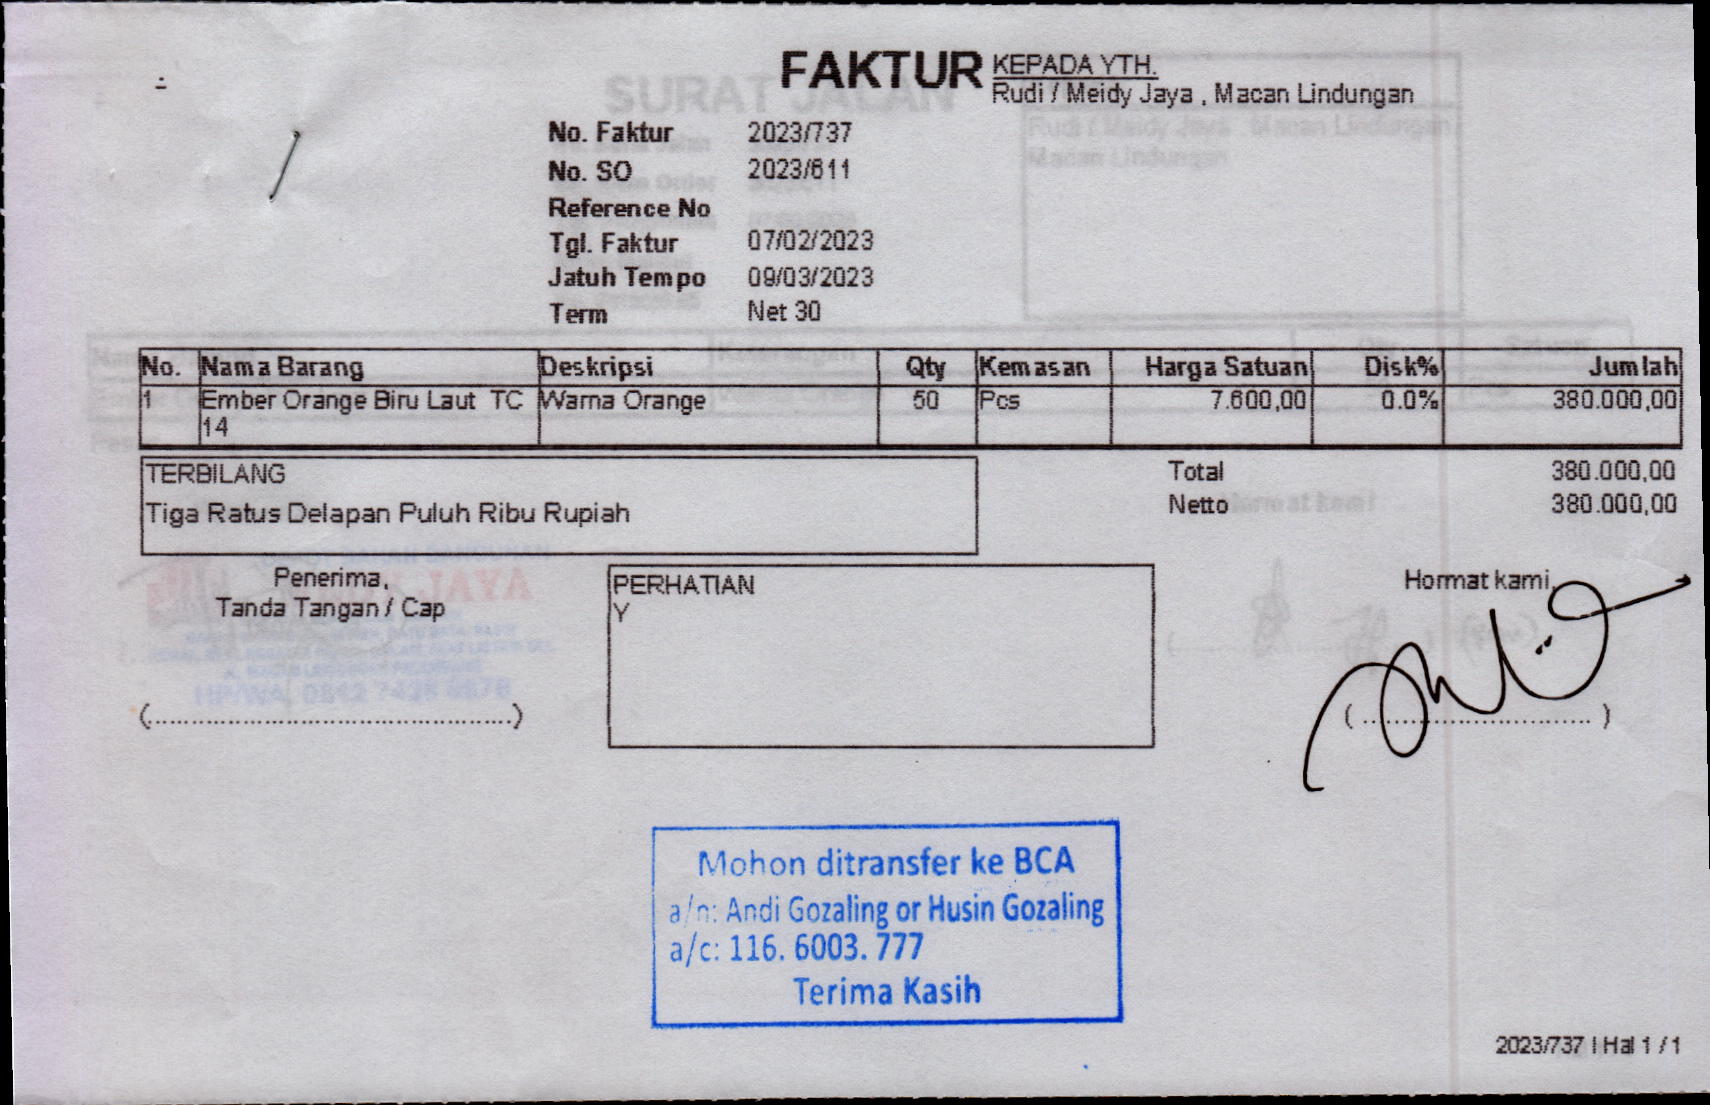 FAKTUR
KEPADA YTH.
Rudi / Meidy Jaya , Macan Lindungan
No. Faktur 2023/737
No. SO 2023/611
Reference No
Tgl. Faktur 07/02/2023
Jatuh Tempo 09/03/2023
Term Net 30
No. Nama Barang Deskripsi Qty Kemasan Harga Satuan Disk% Jumlah
1 Ember Orange Biru Laut TC Warna Orange 50 Pcs 7.600,00 0.0% 380.000,00
14
TERBILANG
Tiga Ratus Delapan Puluh Ribu Rupiah
Total 380.000,00
Netto 380.000,00
Penerima,
Tanda Tangan / Cap
(................................................)
PERHATIAN
Y
Hormat kami,
(..............................)
Mohon ditransfer ke BCA
a/n: Andi Gozaling or Husin Gozaling
a/c: 116. 6003. 777
Terima Kasih
2023/737 | Hal 1 / 1